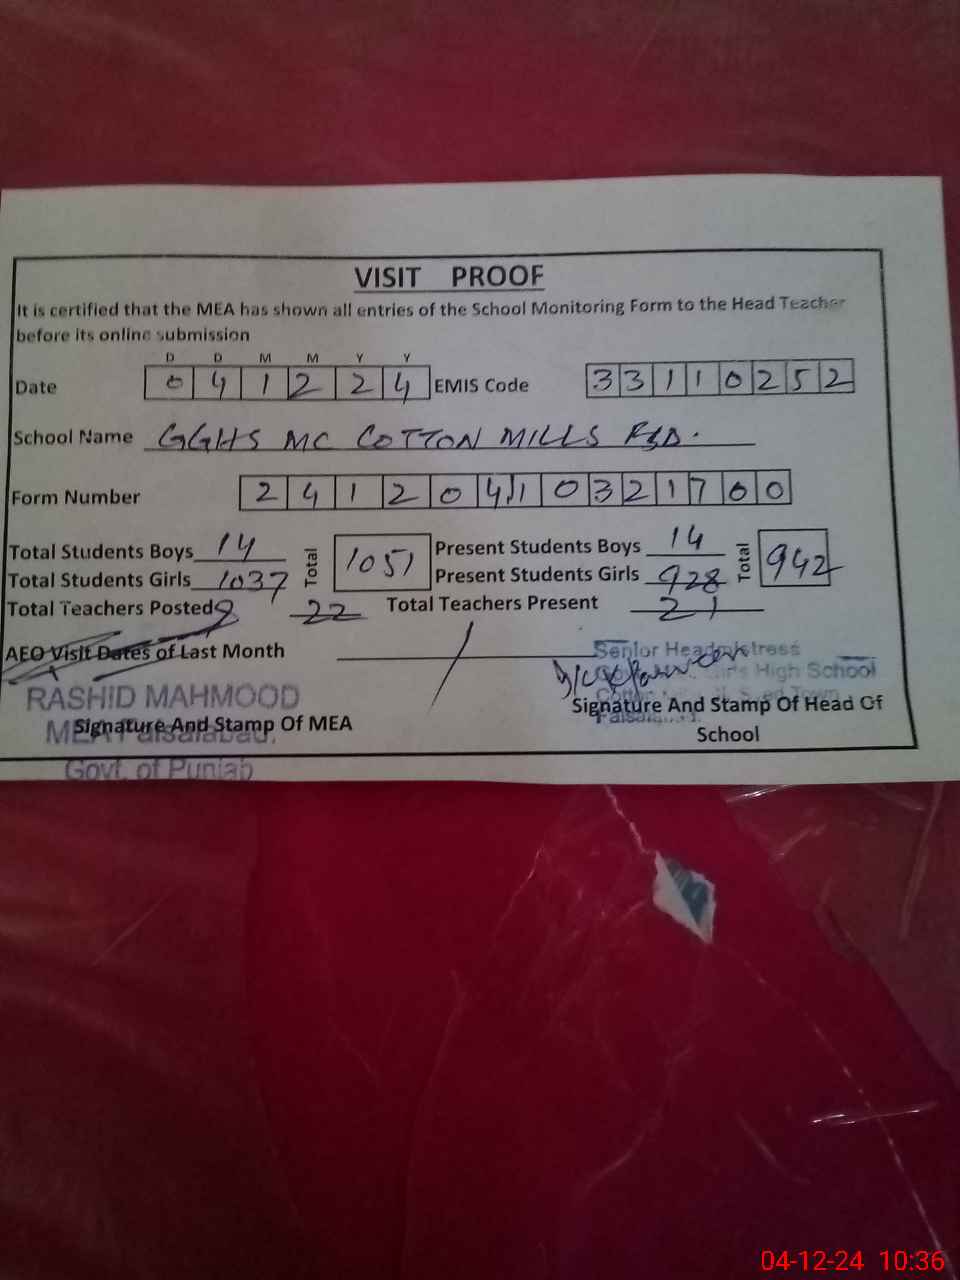 VISIT PROOF
It is certified that the MEA has shown all entries of the School Monitoring Form to the Head Teacher
before its online submission
D D M M Y Y
Date 0 4 1 2 2 4 EMIS Code 3 3 1 1 0 2 5 2
School Name GGHS MC COTTON MILLS FSD.
Form Number 2 4 1 2 0 4 1 0 3 2 1 7 0 0
Total Students Boys 14 Total 1051 Present Students Boys 14 Total 942
Total Students Girls 1037 Present Students Girls 928
Total Teachers Posted 22 Total Teachers Present 21
AEO Visit Dates of Last Month /
Senior Headmistress
Girls High School
RASHID MAHMOOD
MEA Faisalabad.
Govt. of Punjab
Signature And Stamp Of MEA
Signature And Stamp Of Head Of
School
Faisalabad.
04-12-24 10:36